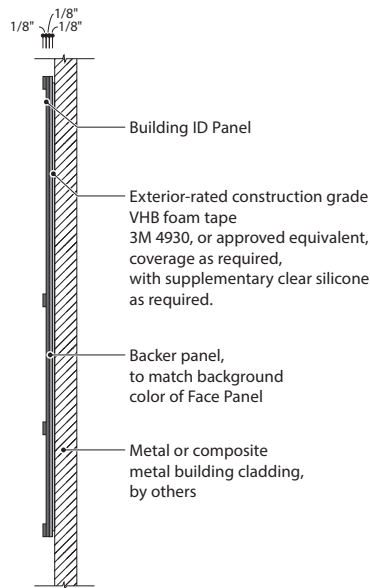 1/8"
1/8" 1/8"
Building ID Panel
Exterior-rated construction grade
VHB foam tape
3M 4930, or approved equivalent,
coverage as required,
with supplementary clear silicone
as required.
Backer panel,
to match background
color of Face Panel
Metal or composite
metal building cladding,
by others